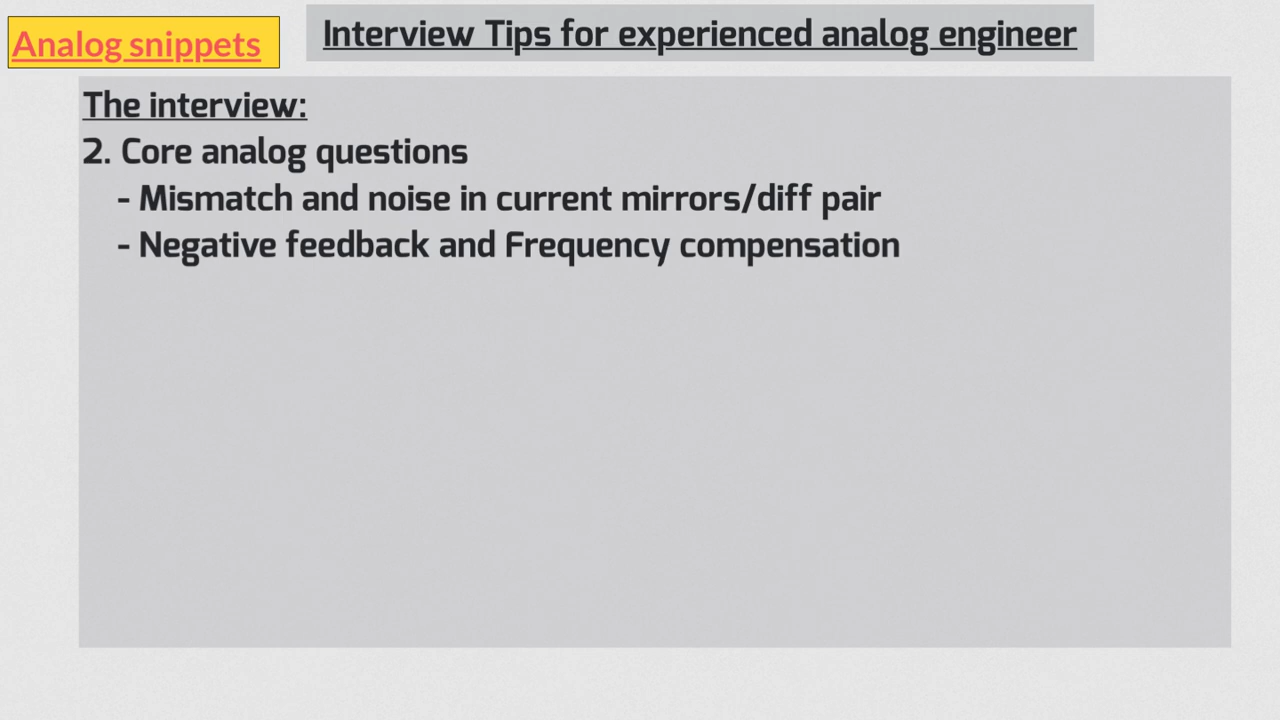 Analog snippets
Interview Tips for experienced analog engineer
The interview:
2. Core analog questions
- Mismatch and noise in current mirrors/diff pair
- Negative feedback and Frequency compensation